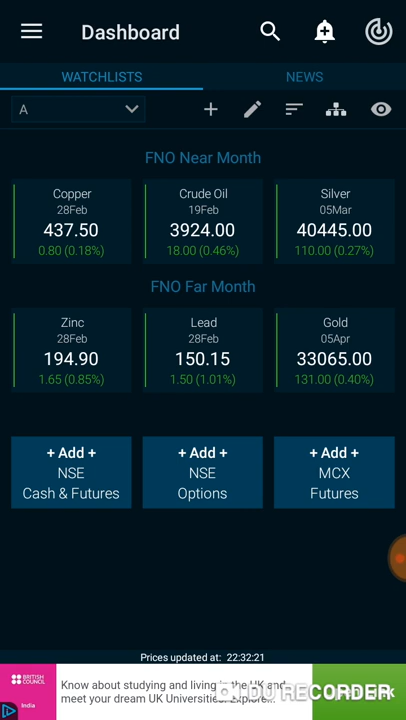 Dashboard
WATCHLISTS
NEWS
A
FNO Near Month
Copper
28Feb
437.50
0.80 (0.18%)
Crude Oil
19Feb
3924.00
18.00 (0.46%)
Silver
05Mar
40445.00
110.00 (0.27%)
FNO Far Month
Zinc
28Feb
194.90
1.65 (0.85%)
Lead
28Feb
150.15
1.50 (1.01%)
Gold
05Apr
33065.00
131.00 (0.40%)
+ Add +
NSE
Cash & Futures
+ Add +
NSE
Options
+ Add +
MCX
Futures
Prices updated at: 22:32:21
BRITISH
COUNCIL
India
Know about studying and living in the UK and
meet your dream UK Universities. Explore...
DU RECORDER